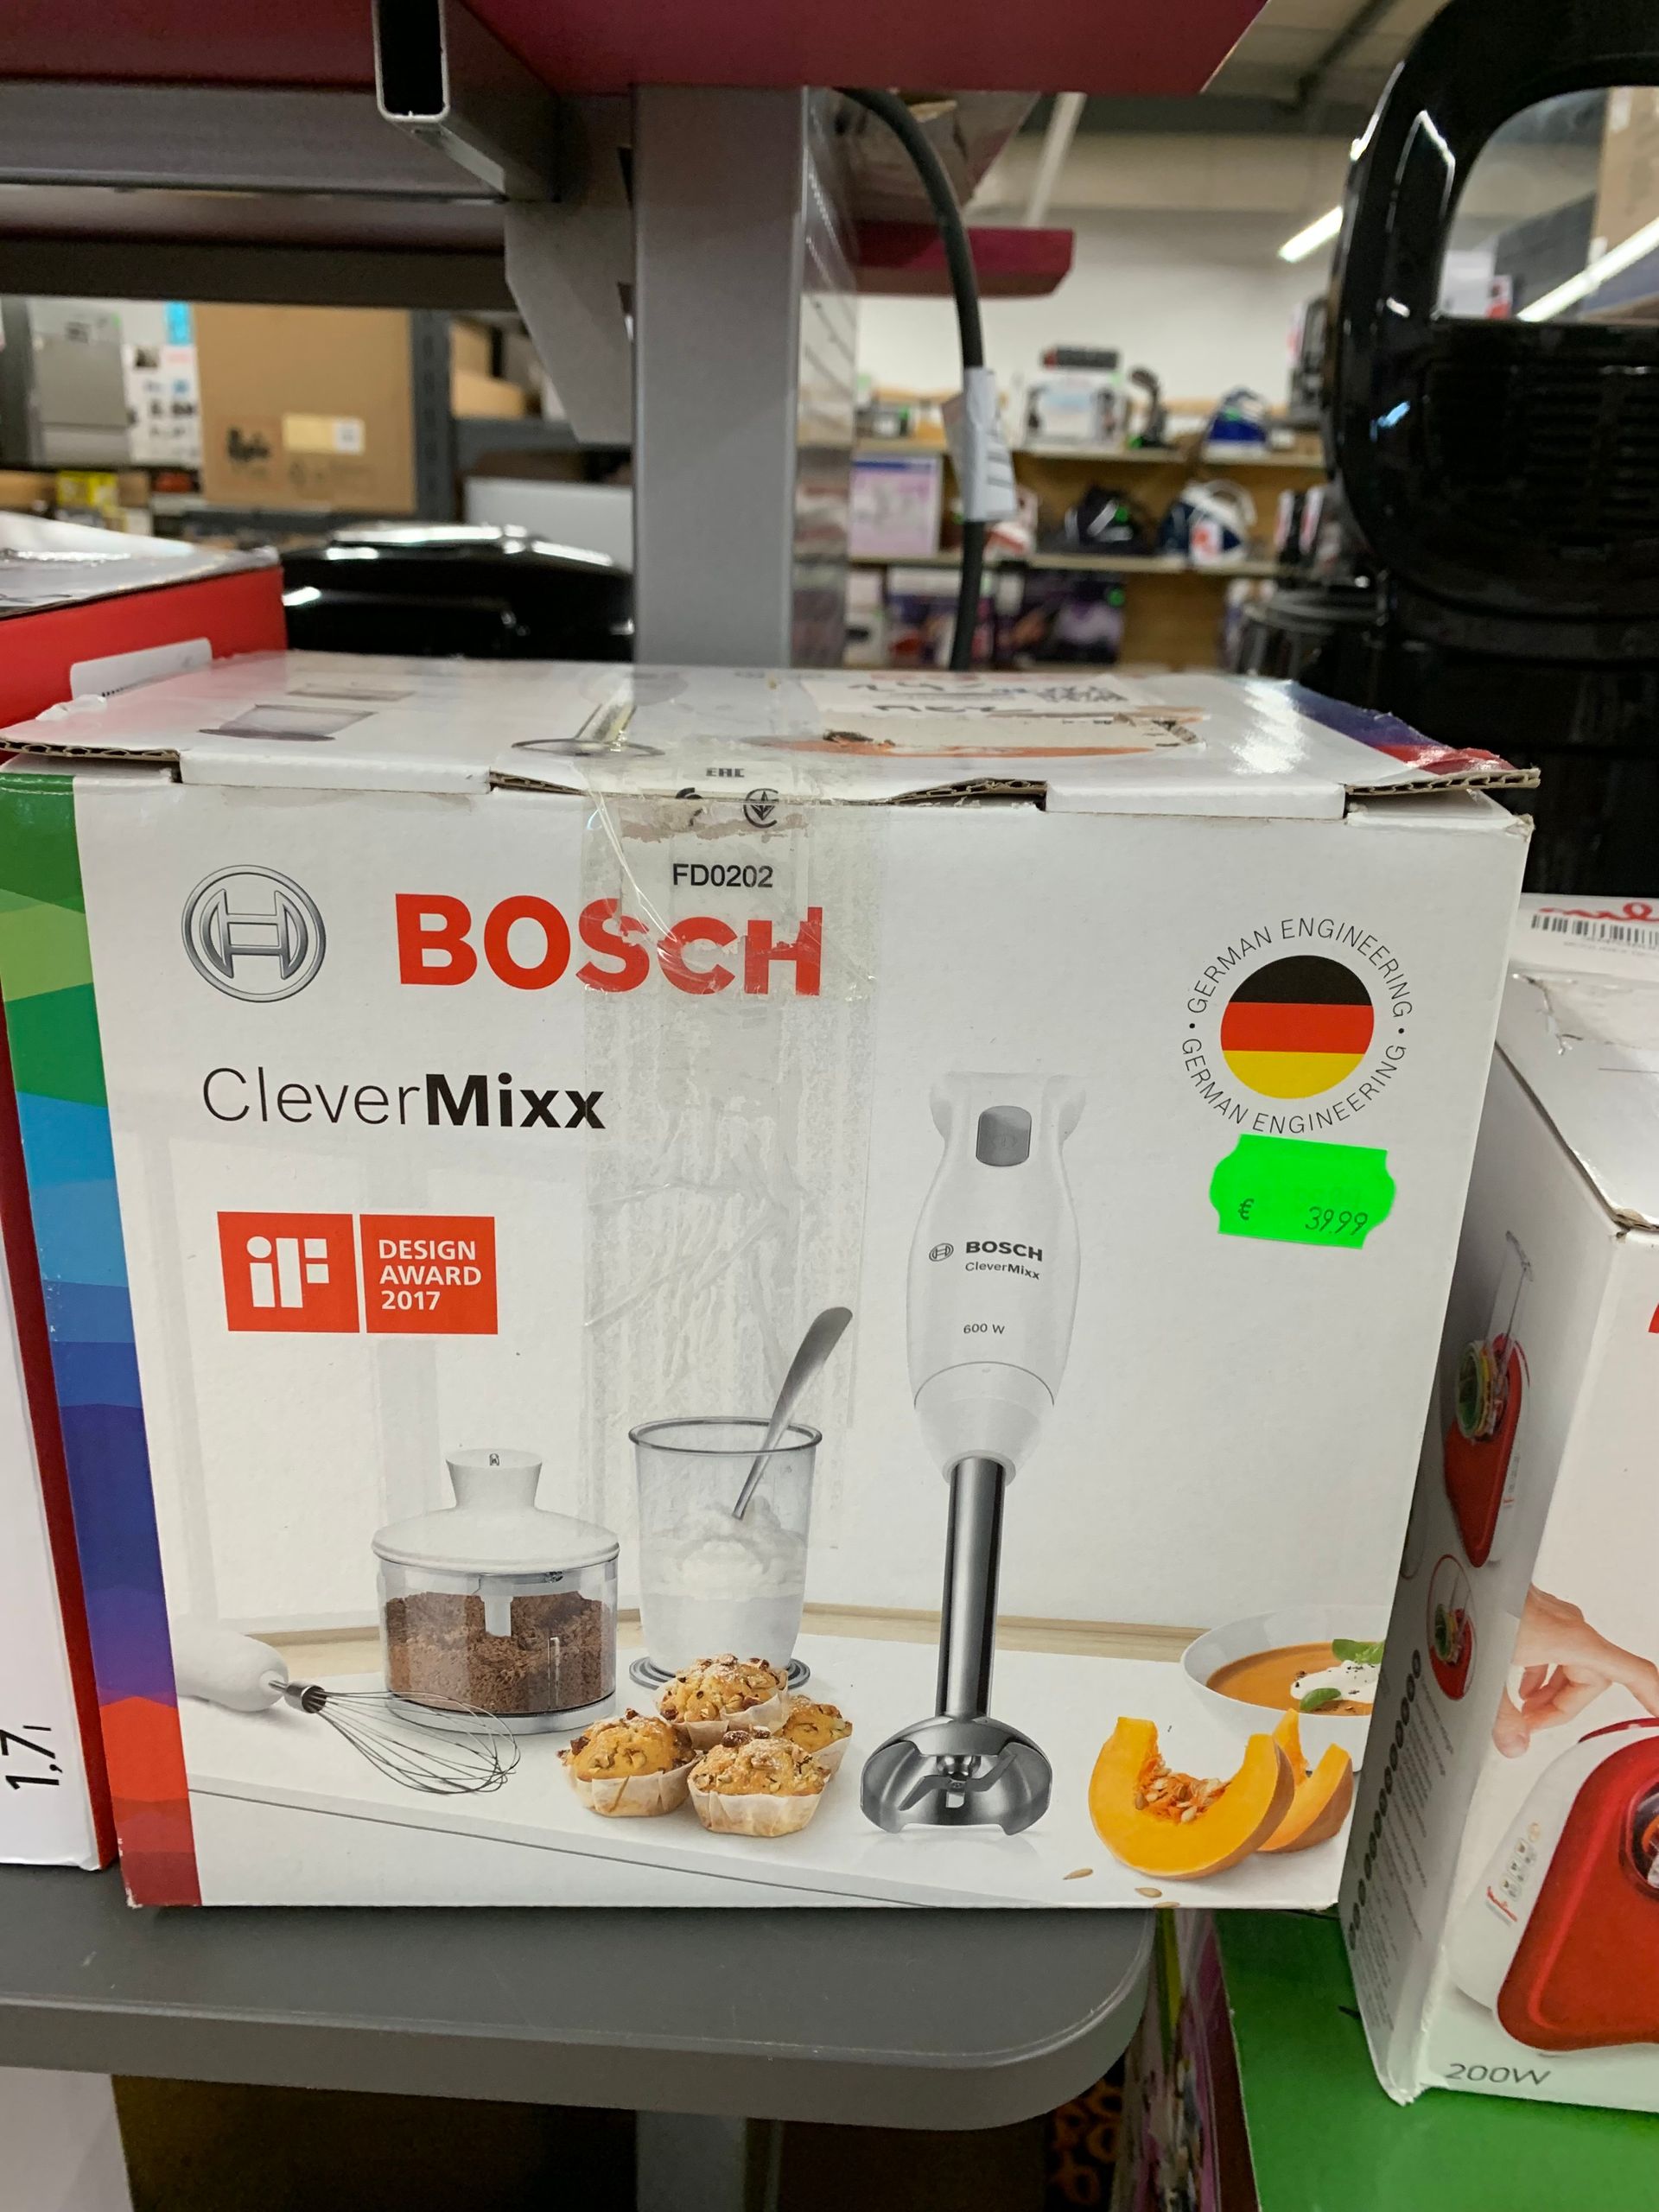 EAC
FD0202
BOSCH
CleverMixx
GERMAN ENGINEERING
GERMAN ENGINEERING
€ 39.99
iF
DESIGN
AWARD
2017
BOSCH
CleverMixx
600 W
1,7l
200W